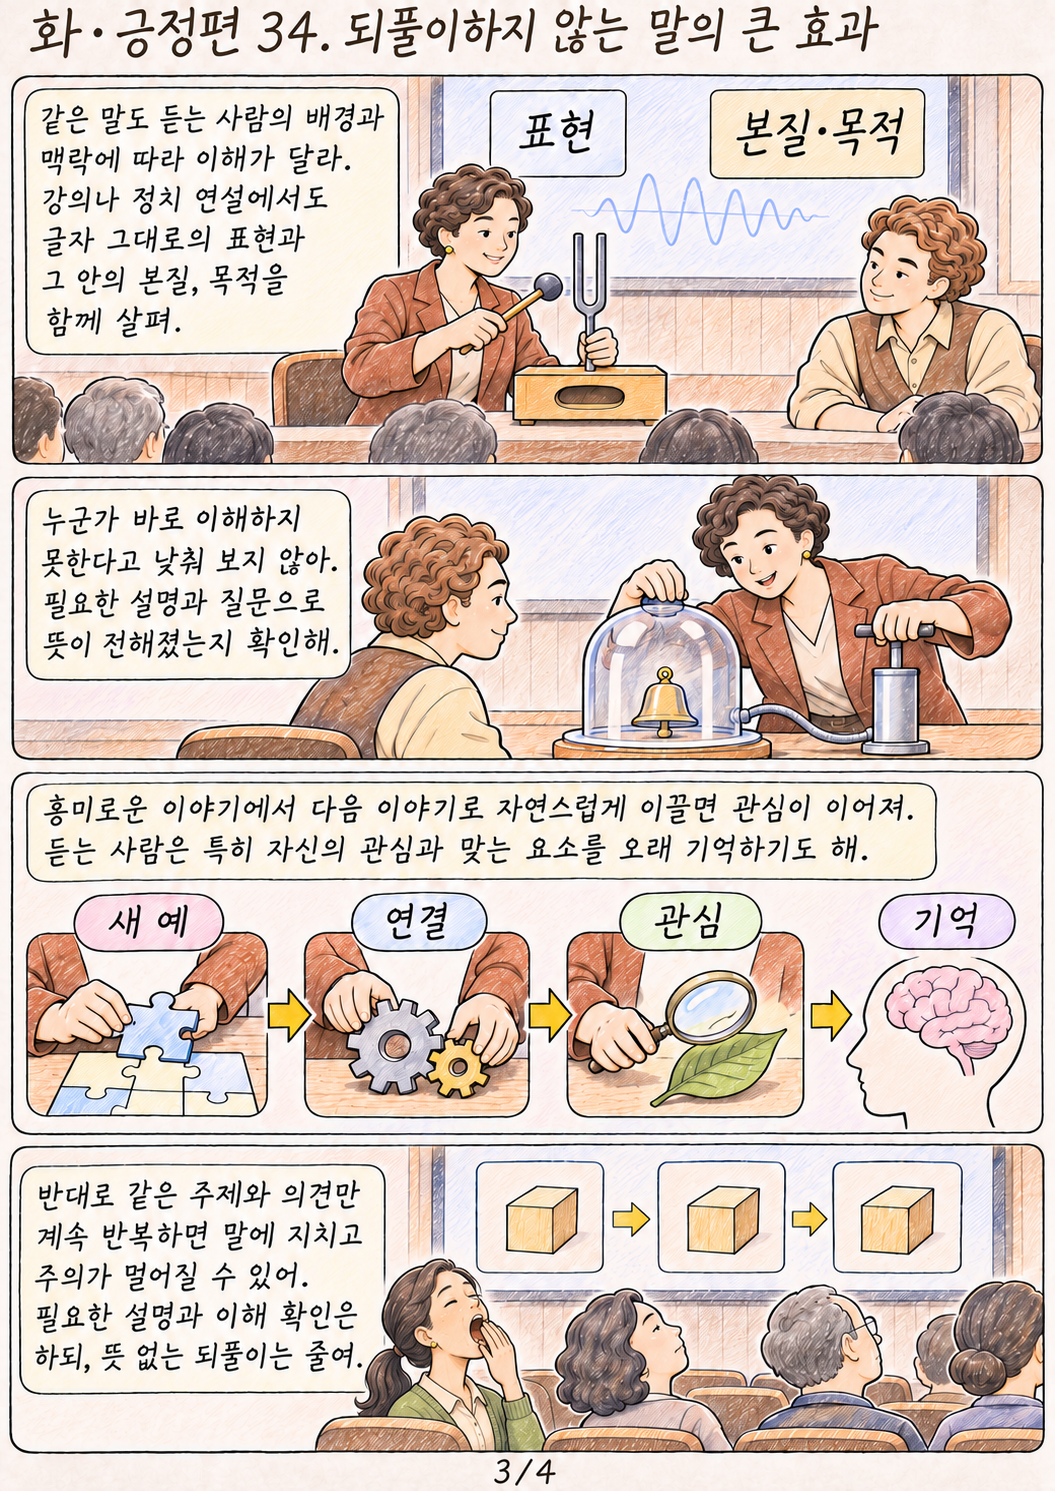 화·긍정편 34. 되풀이하지 않는 말의 큰 효과
같은 말도 듣는 사람의 배경과
맥락에 따라 이해가 달라.
강의나 정치 연설에서도
글자 그대로의 표현과
그 안의 본질, 목적을
함께 살펴.
표현
본질·목적
누군가 바로 이해하지
못한다고 낮춰 보지 않아.
필요한 설명과 질문으로
뜻이 전해졌는지 확인해.
흥미로운 이야기에서 다음 이야기로 자연스럽게 이끌면 관심이 이어져.
듣는 사람은 특히 자신의 관심과 맞는 요소를 오래 기억하기도 해.
새 예
연결
관심
기억
반대로 같은 주제와 의견만
계속 반복하면 말에 지치고
주의가 멀어질 수 있어.
필요한 설명과 이해 확인은
하되, 뜻 없는 되풀이는 줄여.
3/4